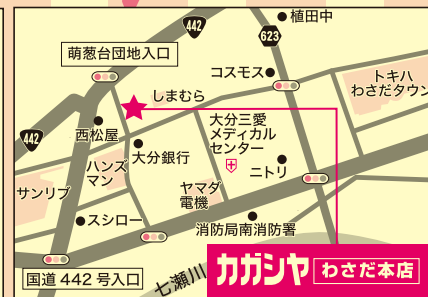 442
植田中
623
萌葱台団地入口
コスモス
トキハ
わさだタウン
しまむら
大分三愛
メディカル
センター
442
西松屋
大分銀行
ハンズ
マン
ニトリ
サンリブ
ヤマダ
電機
スシロー
消防局南消防署
国道442号入口
七瀬川
カガシヤ
わさだ本店